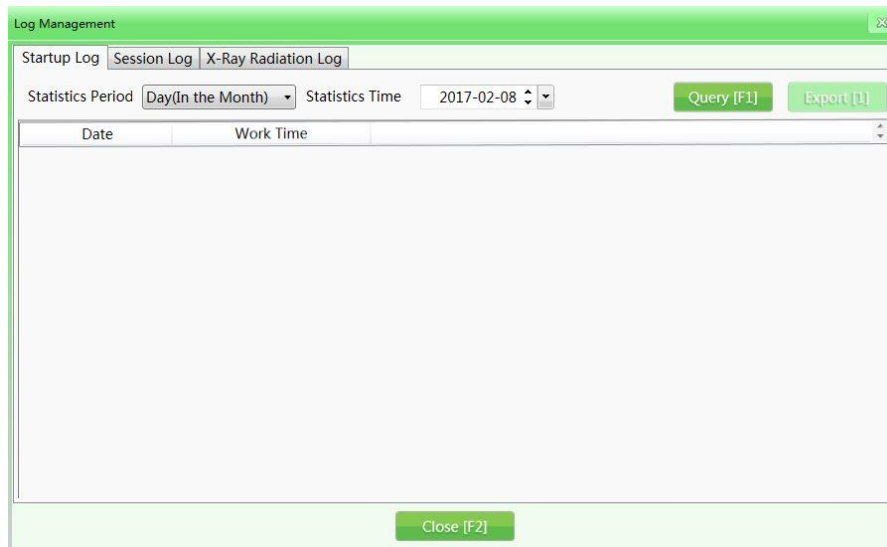 Log Management
Startup Log Session Log X-Ray Radiation Log
Statistics Period Day(In the Month) Statistics Time 2017-02-08 Query [F1] Export [1]
Date Work Time
Close [F2]